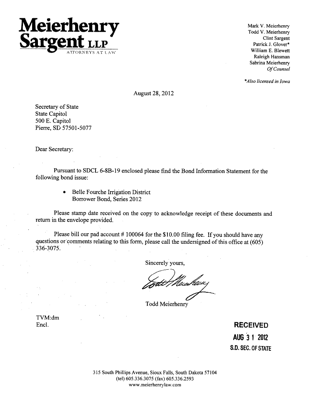 Meierhenry
Sargent LLP
ATTORNEYS AT LAW
Mark V. Meierhenry
Todd V. Meierhenry
Clint Sargent
Patrick J. Glover*
William E. Blewett
Raleigh Hansman
Sabrina Meierhenry
Of Counsel
*Also licensed in Iowa
August 28, 2012
Secretary of State
State Capitol
500 E. Capitol
Pierre, SD 57501-5077
Dear Secretary:
Pursuant to SDCL 6-8B-19 enclosed please find the Bond Information Statement for the
following bond issue:
• Belle Fourche Irrigation District
Borrower Bond, Series 2012
Please stamp date received on the copy to acknowledge receipt of these documents and
return in the envelope provided.
Please bill our pad account # 100064 for the $10.00 filing fee. If you should have any
questions or comments relating to this form, please call the undersigned of this office at (605)
336-3075.
Sincerely yours,
Todd Meierhenry
Todd Meierhenry
TVM:dm
Encl.
RECEIVED
AUG 31 2012
S.D. SEC. OF STATE
315 South Phillips Avenue, Sioux Falls, South Dakota 57104
(tel) 605.336.3075 (fax) 605.336.2593
www.meierhenrylaw.com